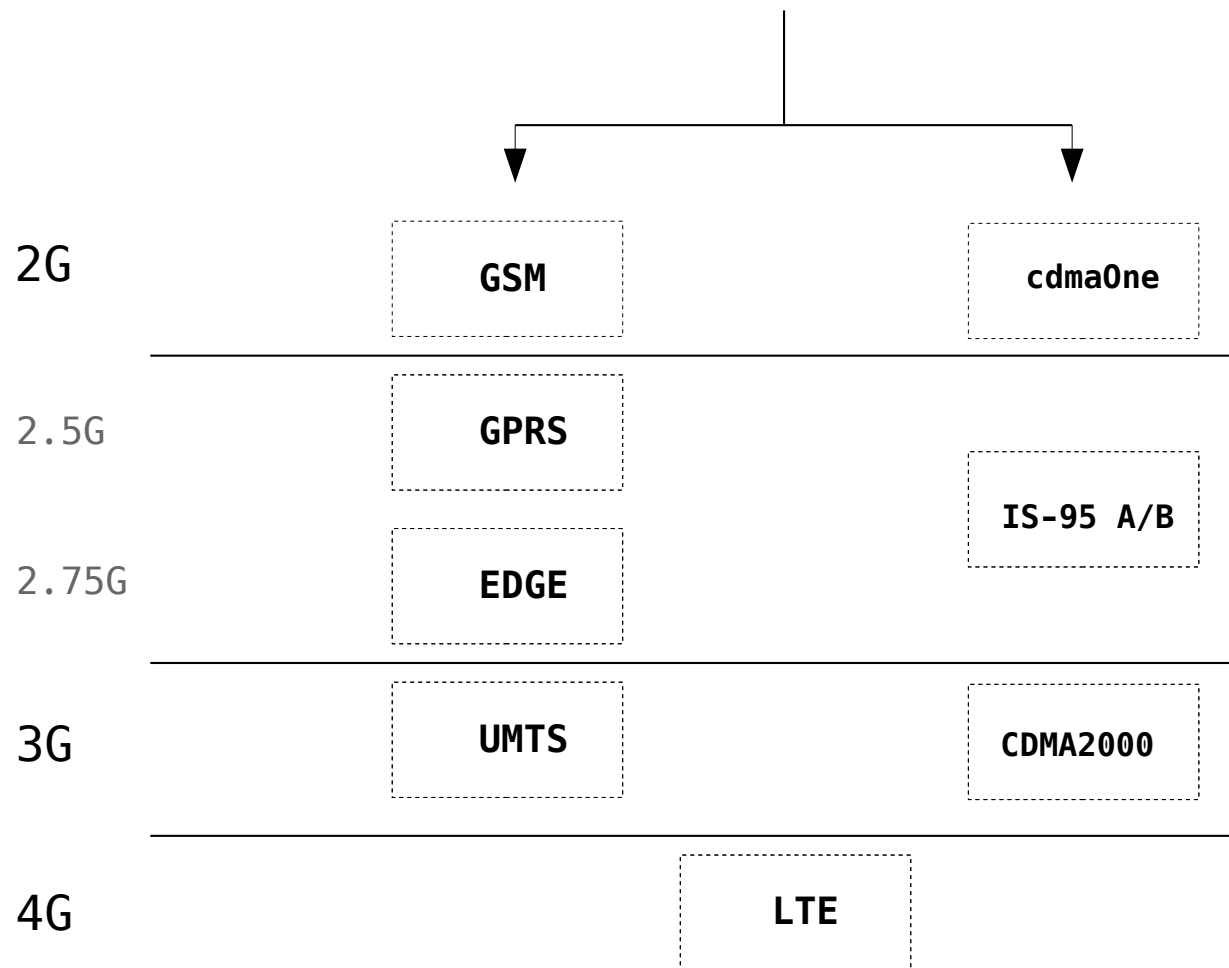 2G
GSM
cdmaOne
2.5G
GPRS
IS-95 A/B
2.75G
EDGE
3G
UMTS
CDMA2000
4G
LTE